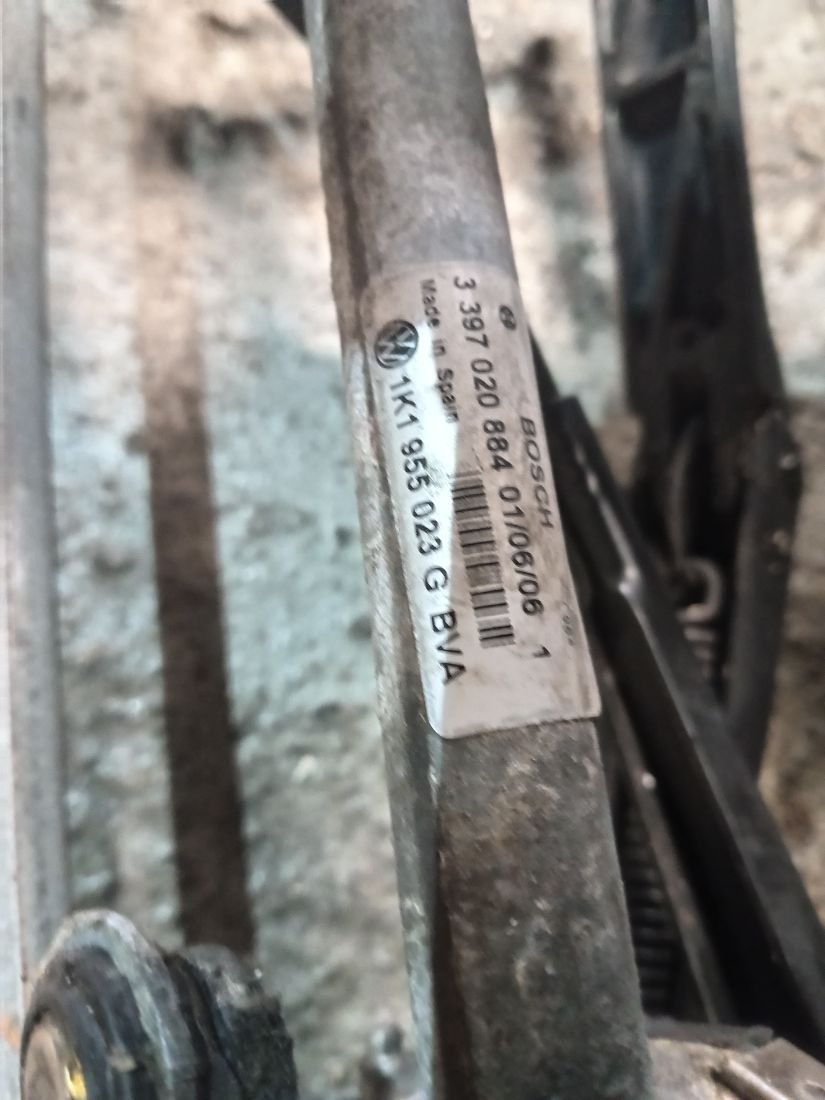 BOSCH
3 397 020 884 01/06/06 1
Made in Spain
1K1 955 023 G BVA